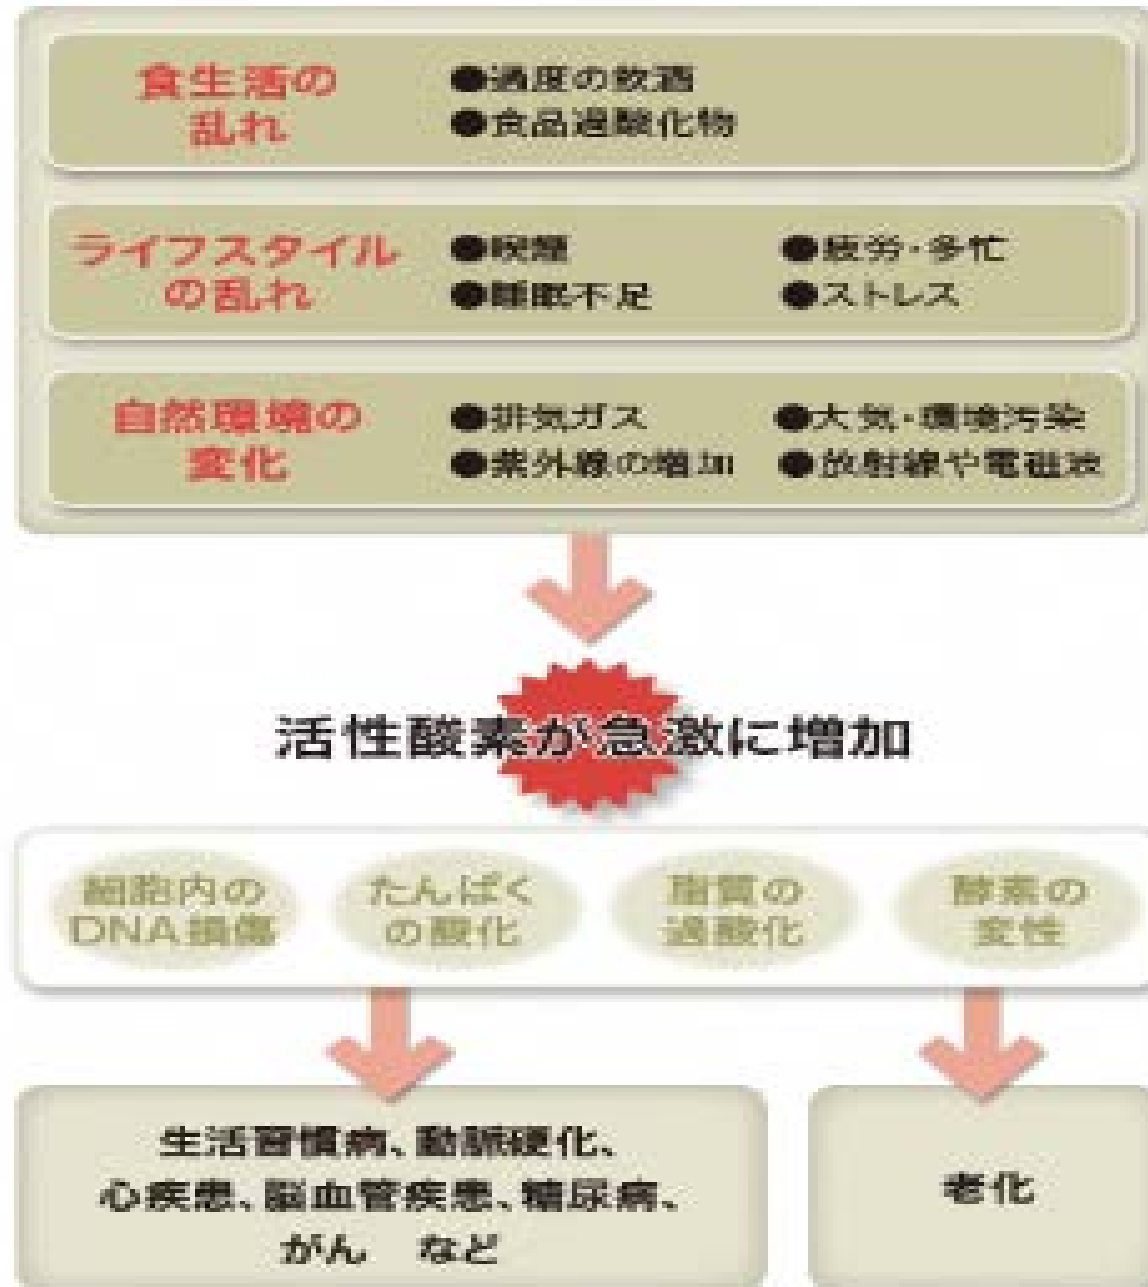 食生活の
乱れ
●過度の飲酒
●食品過酸化物
ライフスタイル
の乱れ
●喫煙
●疲労・多忙
●睡眠不足
●ストレス
自然環境の
変化
●排気ガス
●大気・環境汚染
●紫外線の増加
●放射線や電磁波
活性酸素が急激に増加
細胞内の
DNA損傷
たんぱく
の酸化
脂質の
過酸化
酵素の
変性
生活習慣病、動脈硬化、
心疾患、脳血管疾患、糖尿病、
がん など
老化